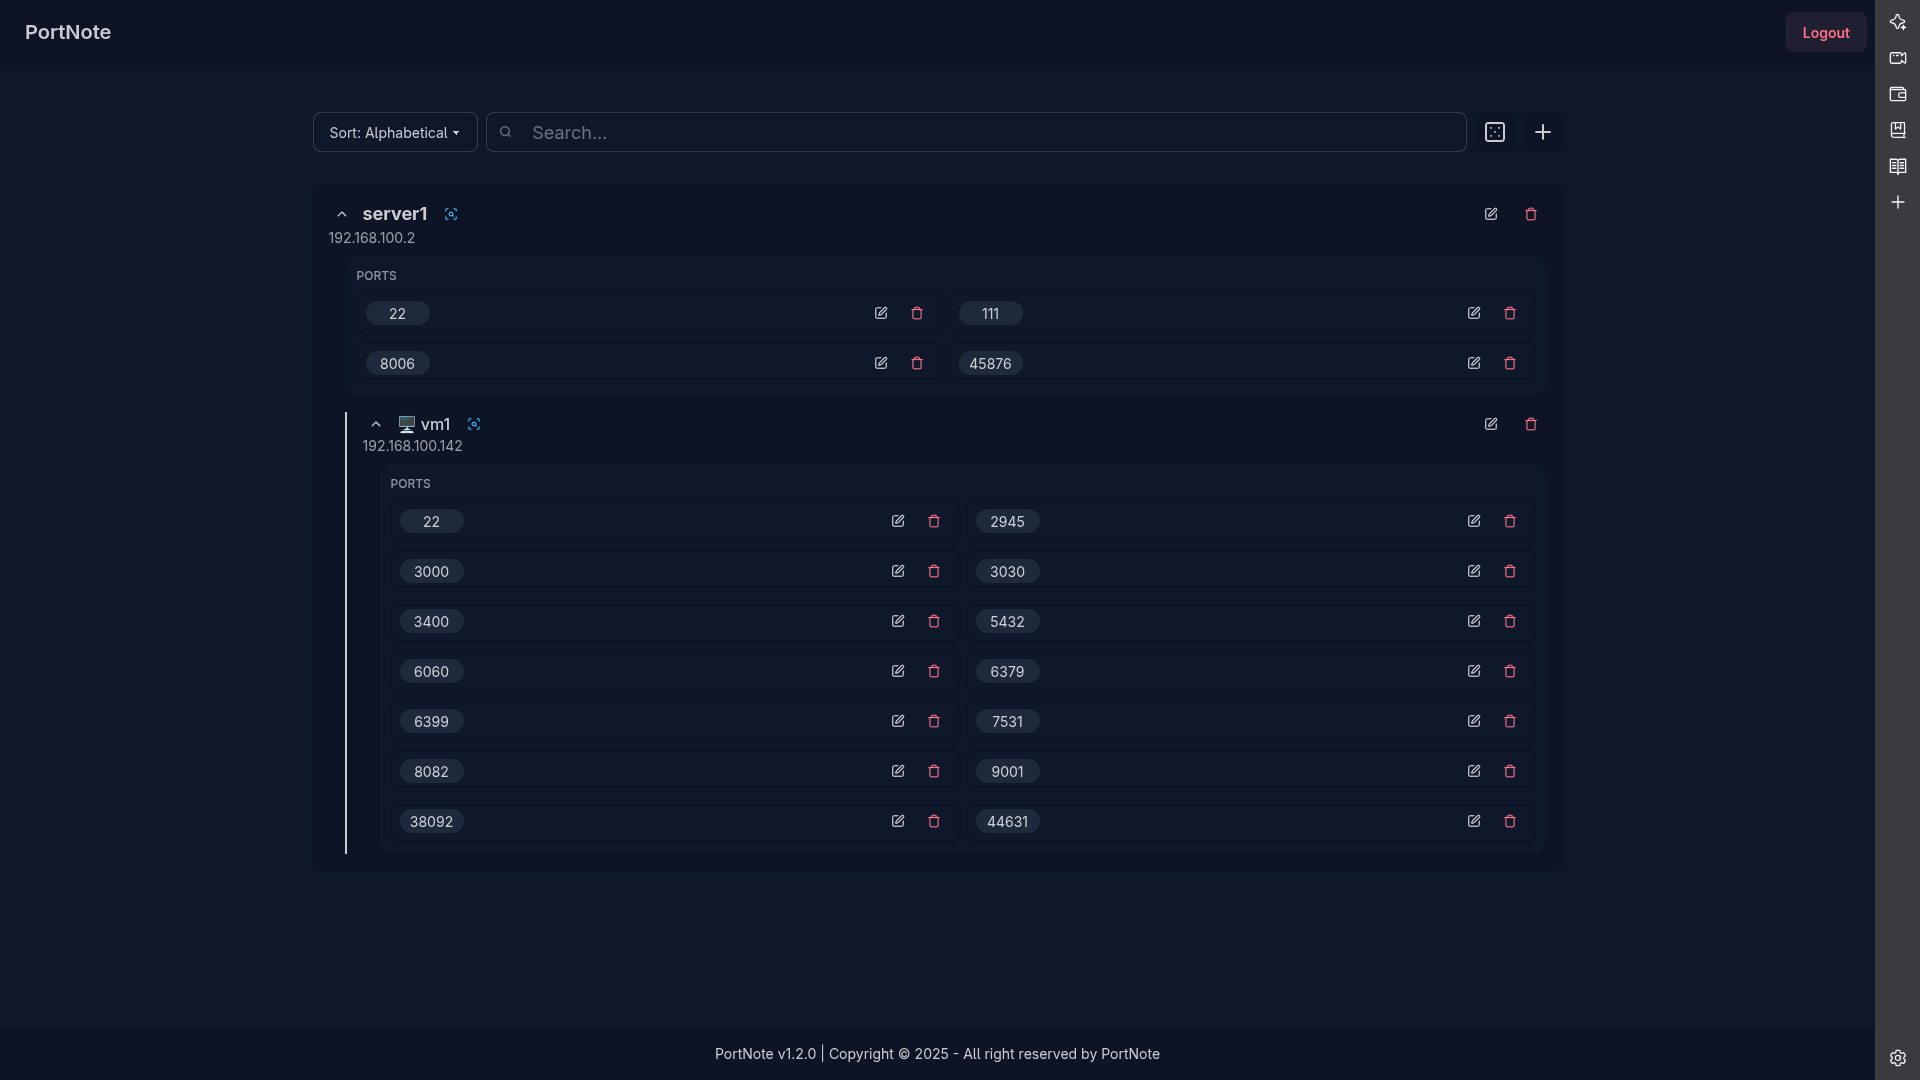 PortNote
Logout
Sort: Alphabetical
Search...
server1
192.168.100.2
PORTS
22
111
8006
45876
vm1
192.168.100.142
PORTS
22
2945
3000
3030
3400
5432
6060
6379
6399
7531
8082
9001
38092
44631
PortNote v1.2.0 | Copyright © 2025 - All right reserved by PortNote